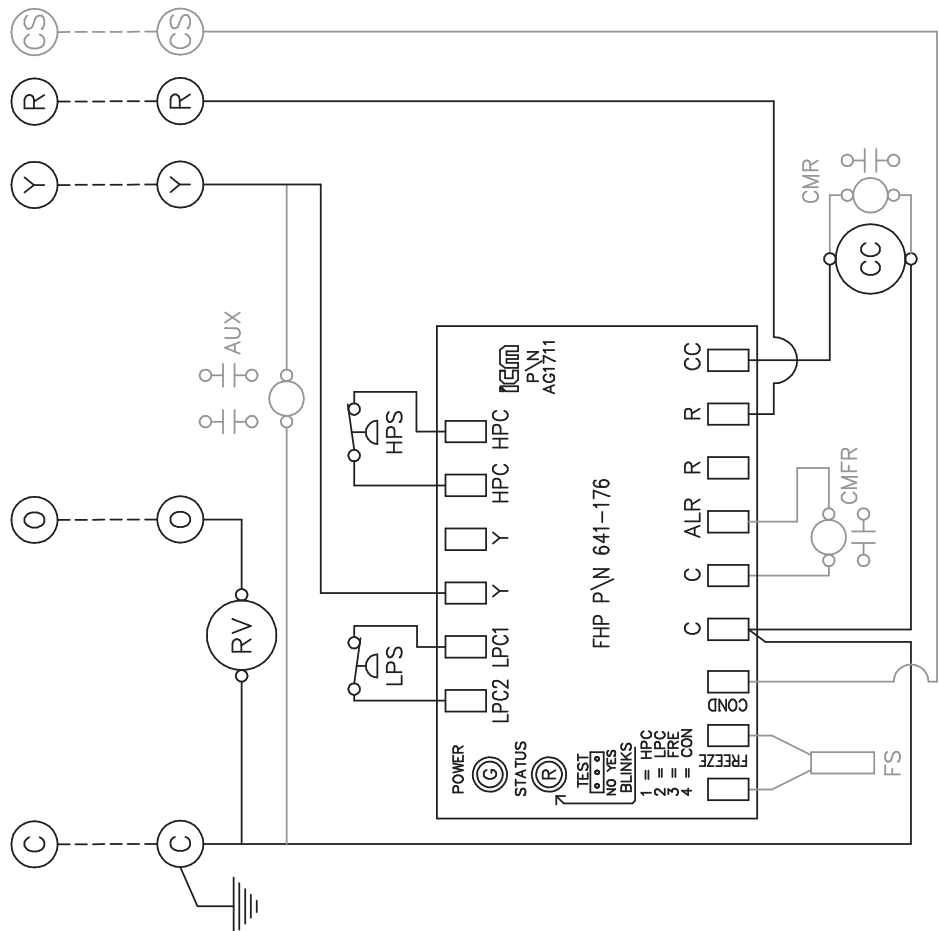 CS CS
R R
Y Y
O O
C C
AUX
RV
CMR
CC
CMFR
FS
HPS
LPS
HPC
HPC
Y
Y
LPC1
LPC2
icm
P\N
AG1711
FHP P\N 641-176
CC
R
R
ALR
C
C
COND
FREEZE
POWER
G
STATUS
R
TEST
NO YES
BLINKS
1 = HPC
2 = LPC
3 = FRE
4 = CON